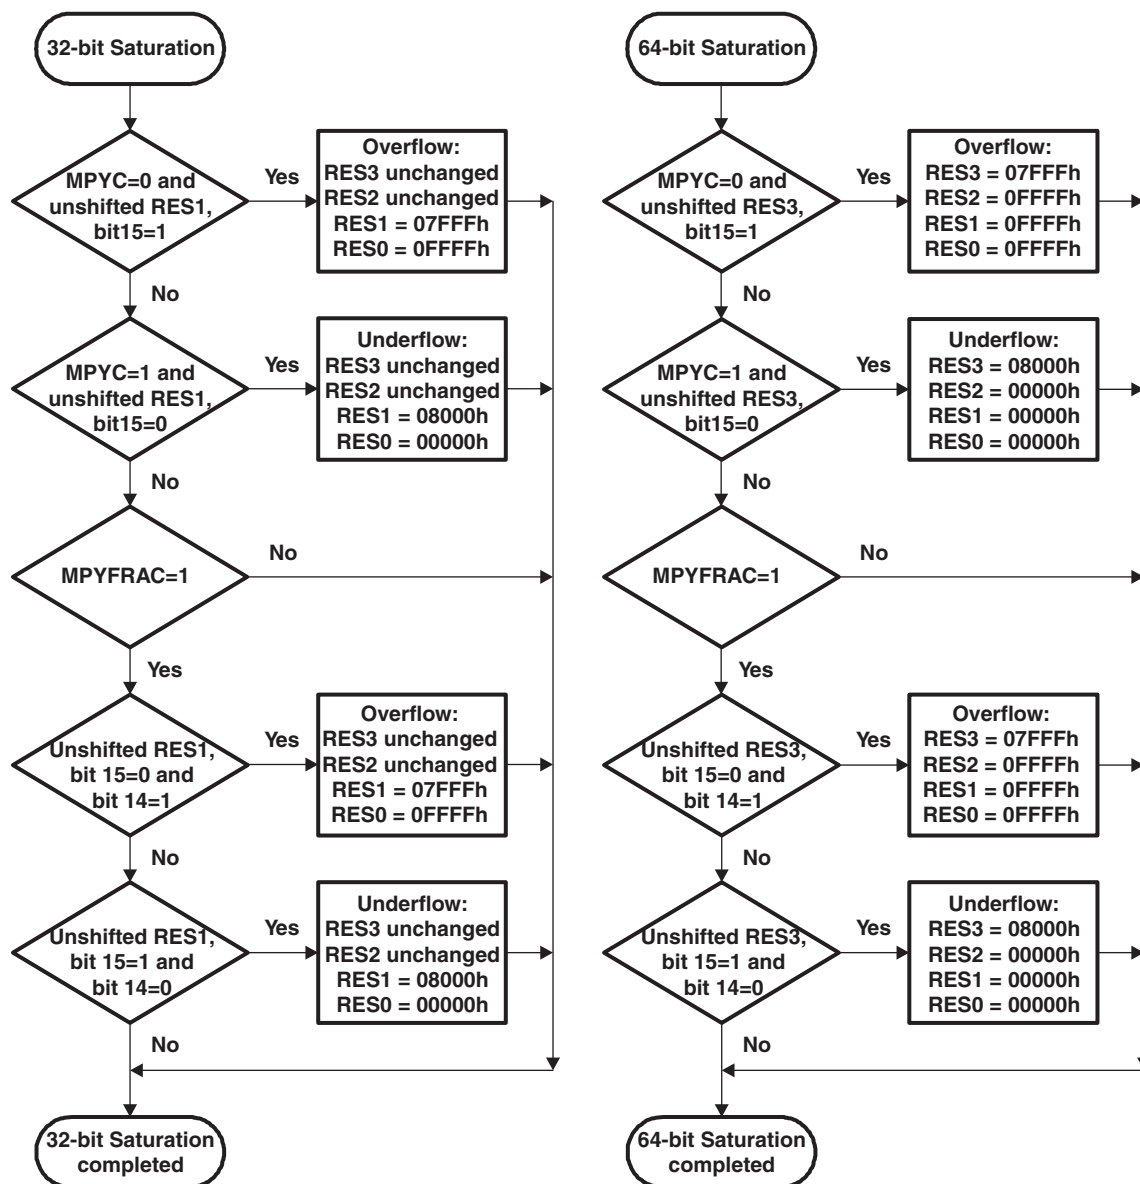 32-bit Saturation
MPYC=0 and
unshifted RES1,
bit15=1
Yes
Overflow:
RES3 unchanged
RES2 unchanged
RES1 = 07FFFh
RES0 = 0FFFFh
No
MPYC=1 and
unshifted RES1,
bit15=0
Yes
Underflow:
RES3 unchanged
RES2 unchanged
RES1 = 08000h
RES0 = 00000h
No
MPYFRAC=1
No
Yes
Unshifted RES1,
bit 15=0 and
bit 14=1
Yes
Overflow:
RES3 unchanged
RES2 unchanged
RES1 = 07FFFh
RES0 = 0FFFFh
No
Unshifted RES1,
bit 15=1 and
bit 14=0
Yes
Underflow:
RES3 unchanged
RES2 unchanged
RES1 = 08000h
RES0 = 00000h
No
32-bit Saturation
completed
64-bit Saturation
MPYC=0 and
unshifted RES3,
bit15=1
Yes
Overflow:
RES3 = 07FFFh
RES2 = 0FFFFh
RES1 = 0FFFFh
RES0 = 0FFFFh
No
MPYC=1 and
unshifted RES3,
bit15=0
Yes
Underflow:
RES3 = 08000h
RES2 = 00000h
RES1 = 00000h
RES0 = 00000h
No
MPYFRAC=1
No
Yes
Unshifted RES3,
bit 15=0 and
bit 14=1
Yes
Overflow:
RES3 = 07FFFh
RES2 = 0FFFFh
RES1 = 0FFFFh
RES0 = 0FFFFh
No
Unshifted RES3,
bit 15=1 and
bit 14=0
Yes
Underflow:
RES3 = 08000h
RES2 = 00000h
RES1 = 00000h
RES0 = 00000h
No
64-bit Saturation
completed